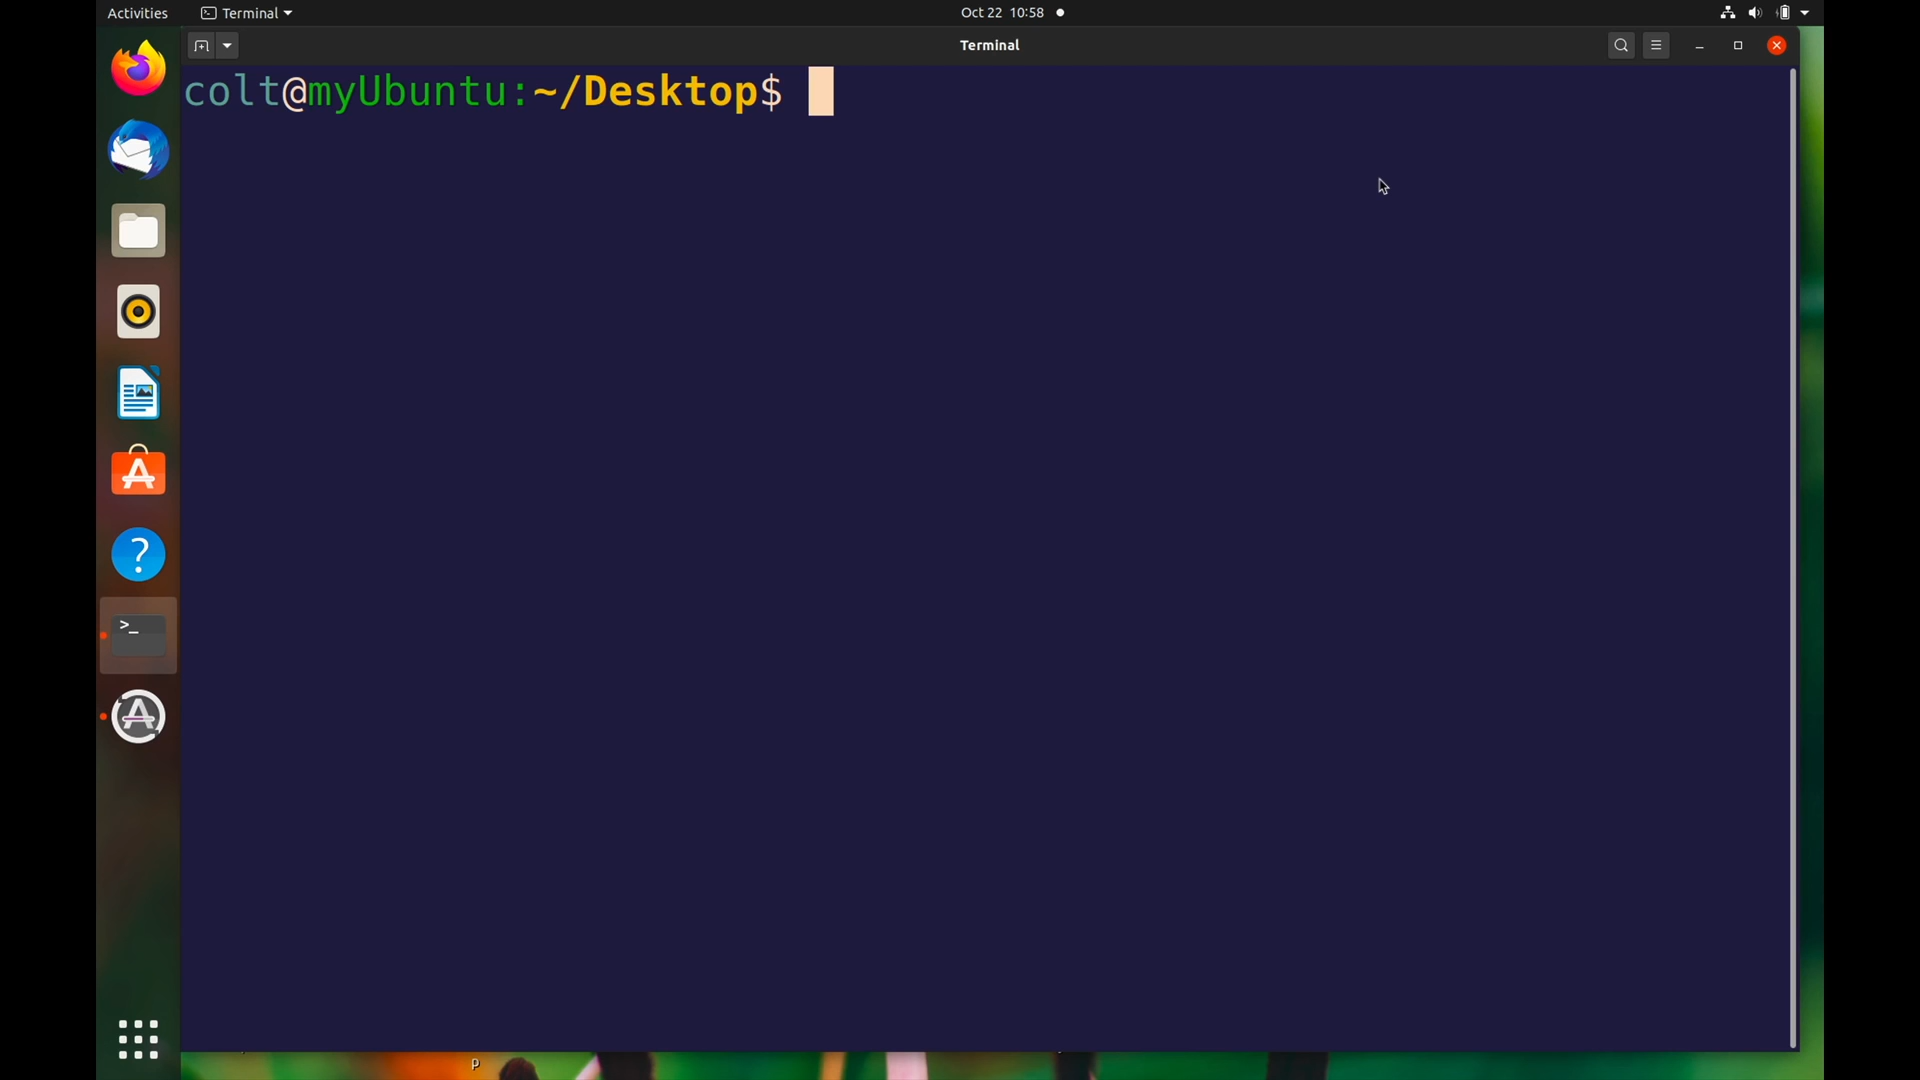 Activities
Terminal
Oct 22 10:58
Terminal
colt@myUbuntu:~/Desktop$
?
>_
p